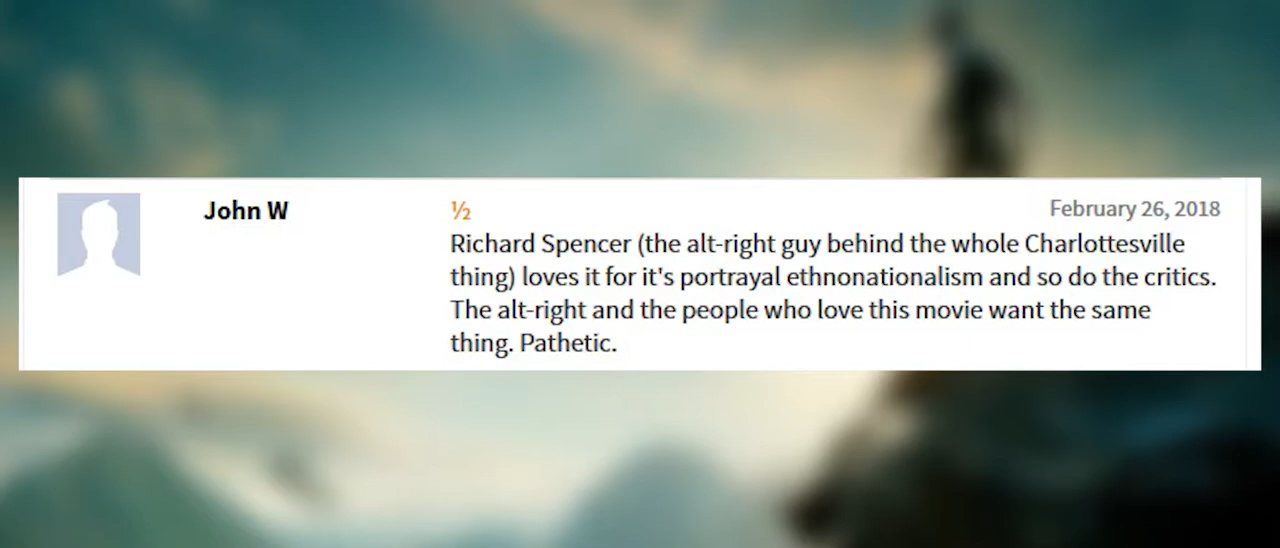 John W
½
February 26, 2018
Richard Spencer (the alt-right guy behind the whole Charlottesville
thing) loves it for it's portrayal ethnonationalism and so do the critics.
The alt-right and the people who love this movie want the same
thing. Pathetic.